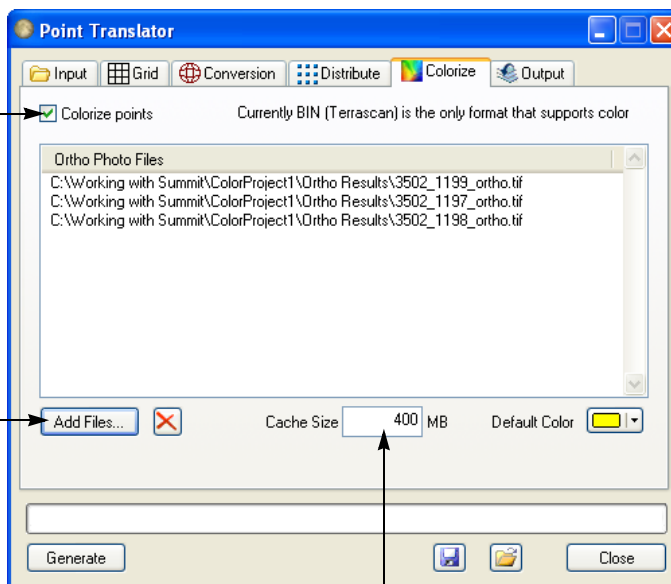 Point Translator
Input Grid Conversion Distribute Colorize Output
Colorize points Currently BIN (Terrascan) is the only format that supports color
Ortho Photo Files
C:\Working with Summit\ColorProject1\Ortho Results\3502_1199_ortho.tif
C:\Working with Summit\ColorProject1\Ortho Results\3502_1197_ortho.tif
C:\Working with Summit\ColorProject1\Ortho Results\3502_1198_ortho.tif
Add Files... Cache Size 400 MB Default Color
Generate Close